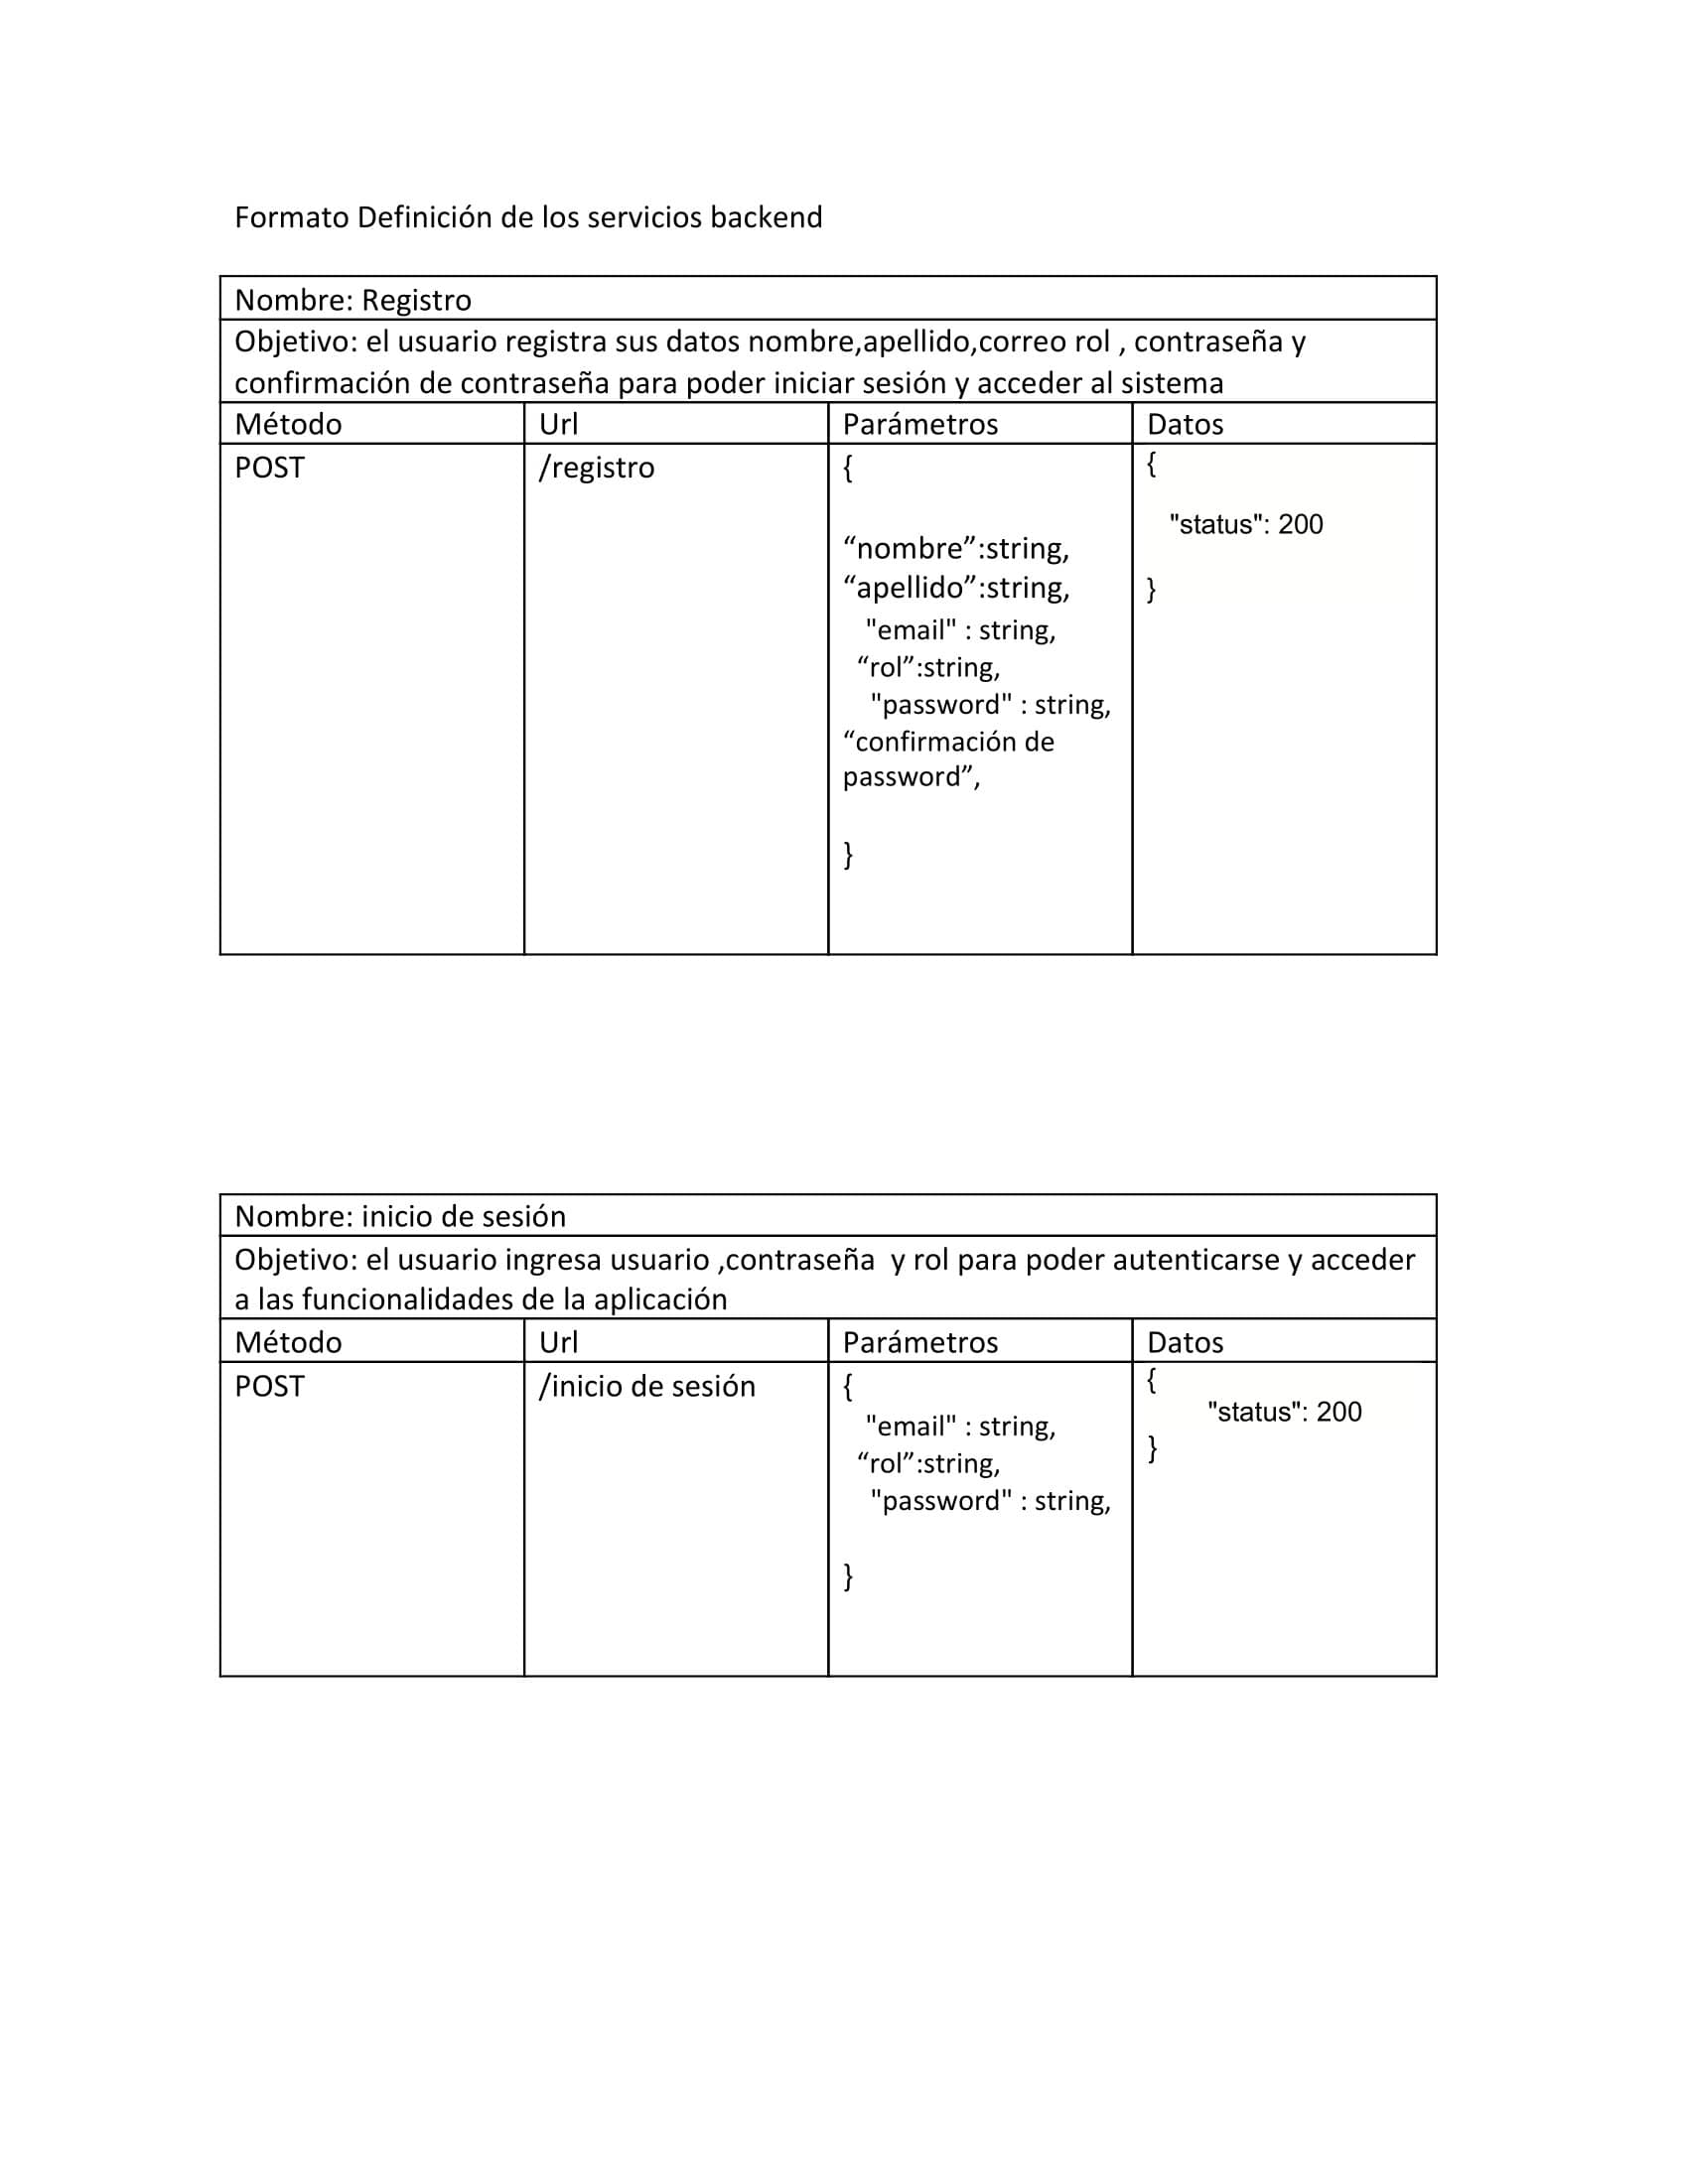 Formato Definición de los servicios backend
Nombre: Registro
Objetivo: el usuario registra sus datos nombre,apellido,correo rol , contraseña y
confirmación de contraseña para poder iniciar sesión y acceder al sistema
Método
Url
Parámetros
Datos
POST
/registro
{
“nombre”:string,
“apellido”:string,
"email" : string,
“rol”:string,
"password" : string,
“confirmación de
password”,
}
{
"status": 200
}
Nombre: inicio de sesión
Objetivo: el usuario ingresa usuario ,contraseña  y rol para poder autenticarse y acceder
a las funcionalidades de la aplicación
Método
Url
Parámetros
Datos
POST
/inicio de sesión
{
"email" : string,
“rol”:string,
"password" : string,
}
{
"status": 200
}